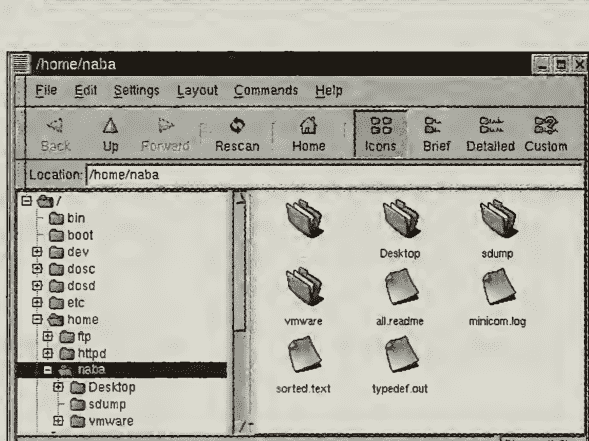 /home/naba
File Edit Settings Layout Commands Help
Back Up Forward Rescan Home Icons Brief Detailed Custom
Location: /home/naba
/
bin
boot
dev
dosc
dosd
etc
home
ftp
httpd
naba
Desktop
sdump
vmware
Desktop sdump
vmware all.readme minicom.log
sorted.text typedef.out